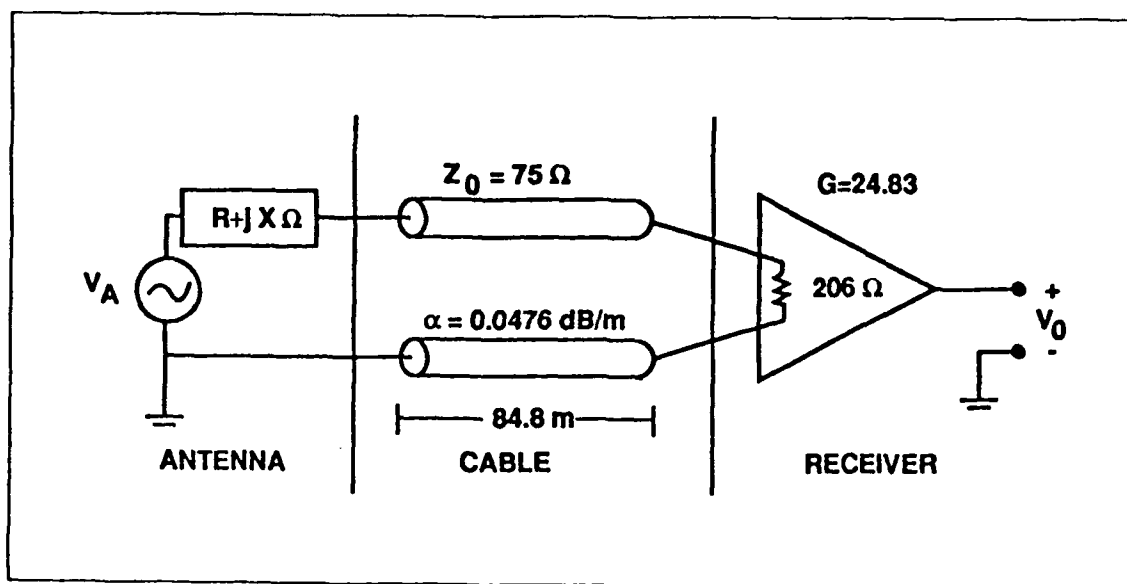 Z0 = 75 Ω
G=24.83
R+j X Ω
VA
206 Ω
+
V0
-
α = 0.0476 dB/m
84.8 m
ANTENNA
CABLE
RECEIVER